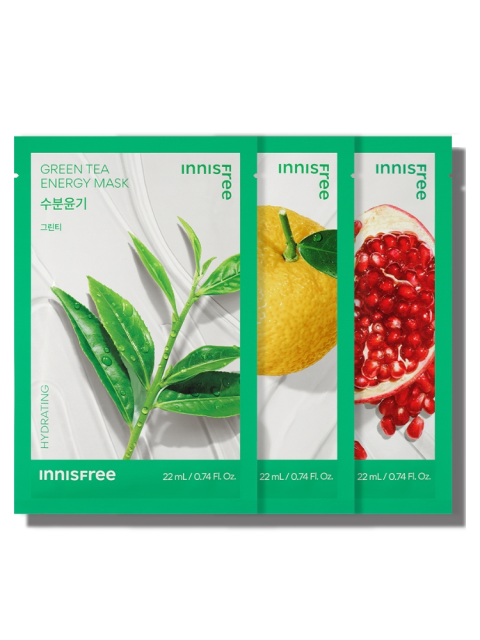 GREEN TEA
ENERGY MASK
수분윤기
그린티
INNISFree
HYDRATING
INNISFree
22 mL / 0.74 Fl. Oz.
INNISFree
22 mL / 0.74 Fl. Oz.
INNISFree
22 mL / 0.74 Fl. Oz.